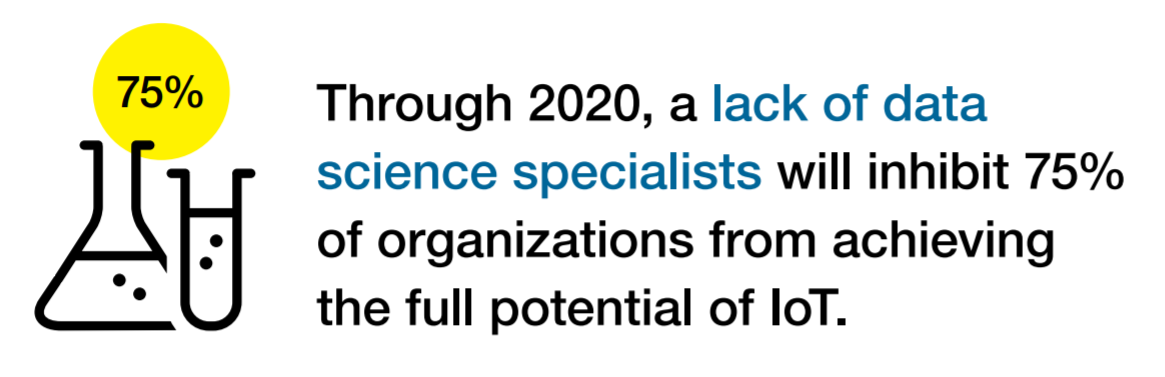 75%
Through 2020, a lack of data
science specialists will inhibit 75%
of organizations from achieving
the full potential of IoT.